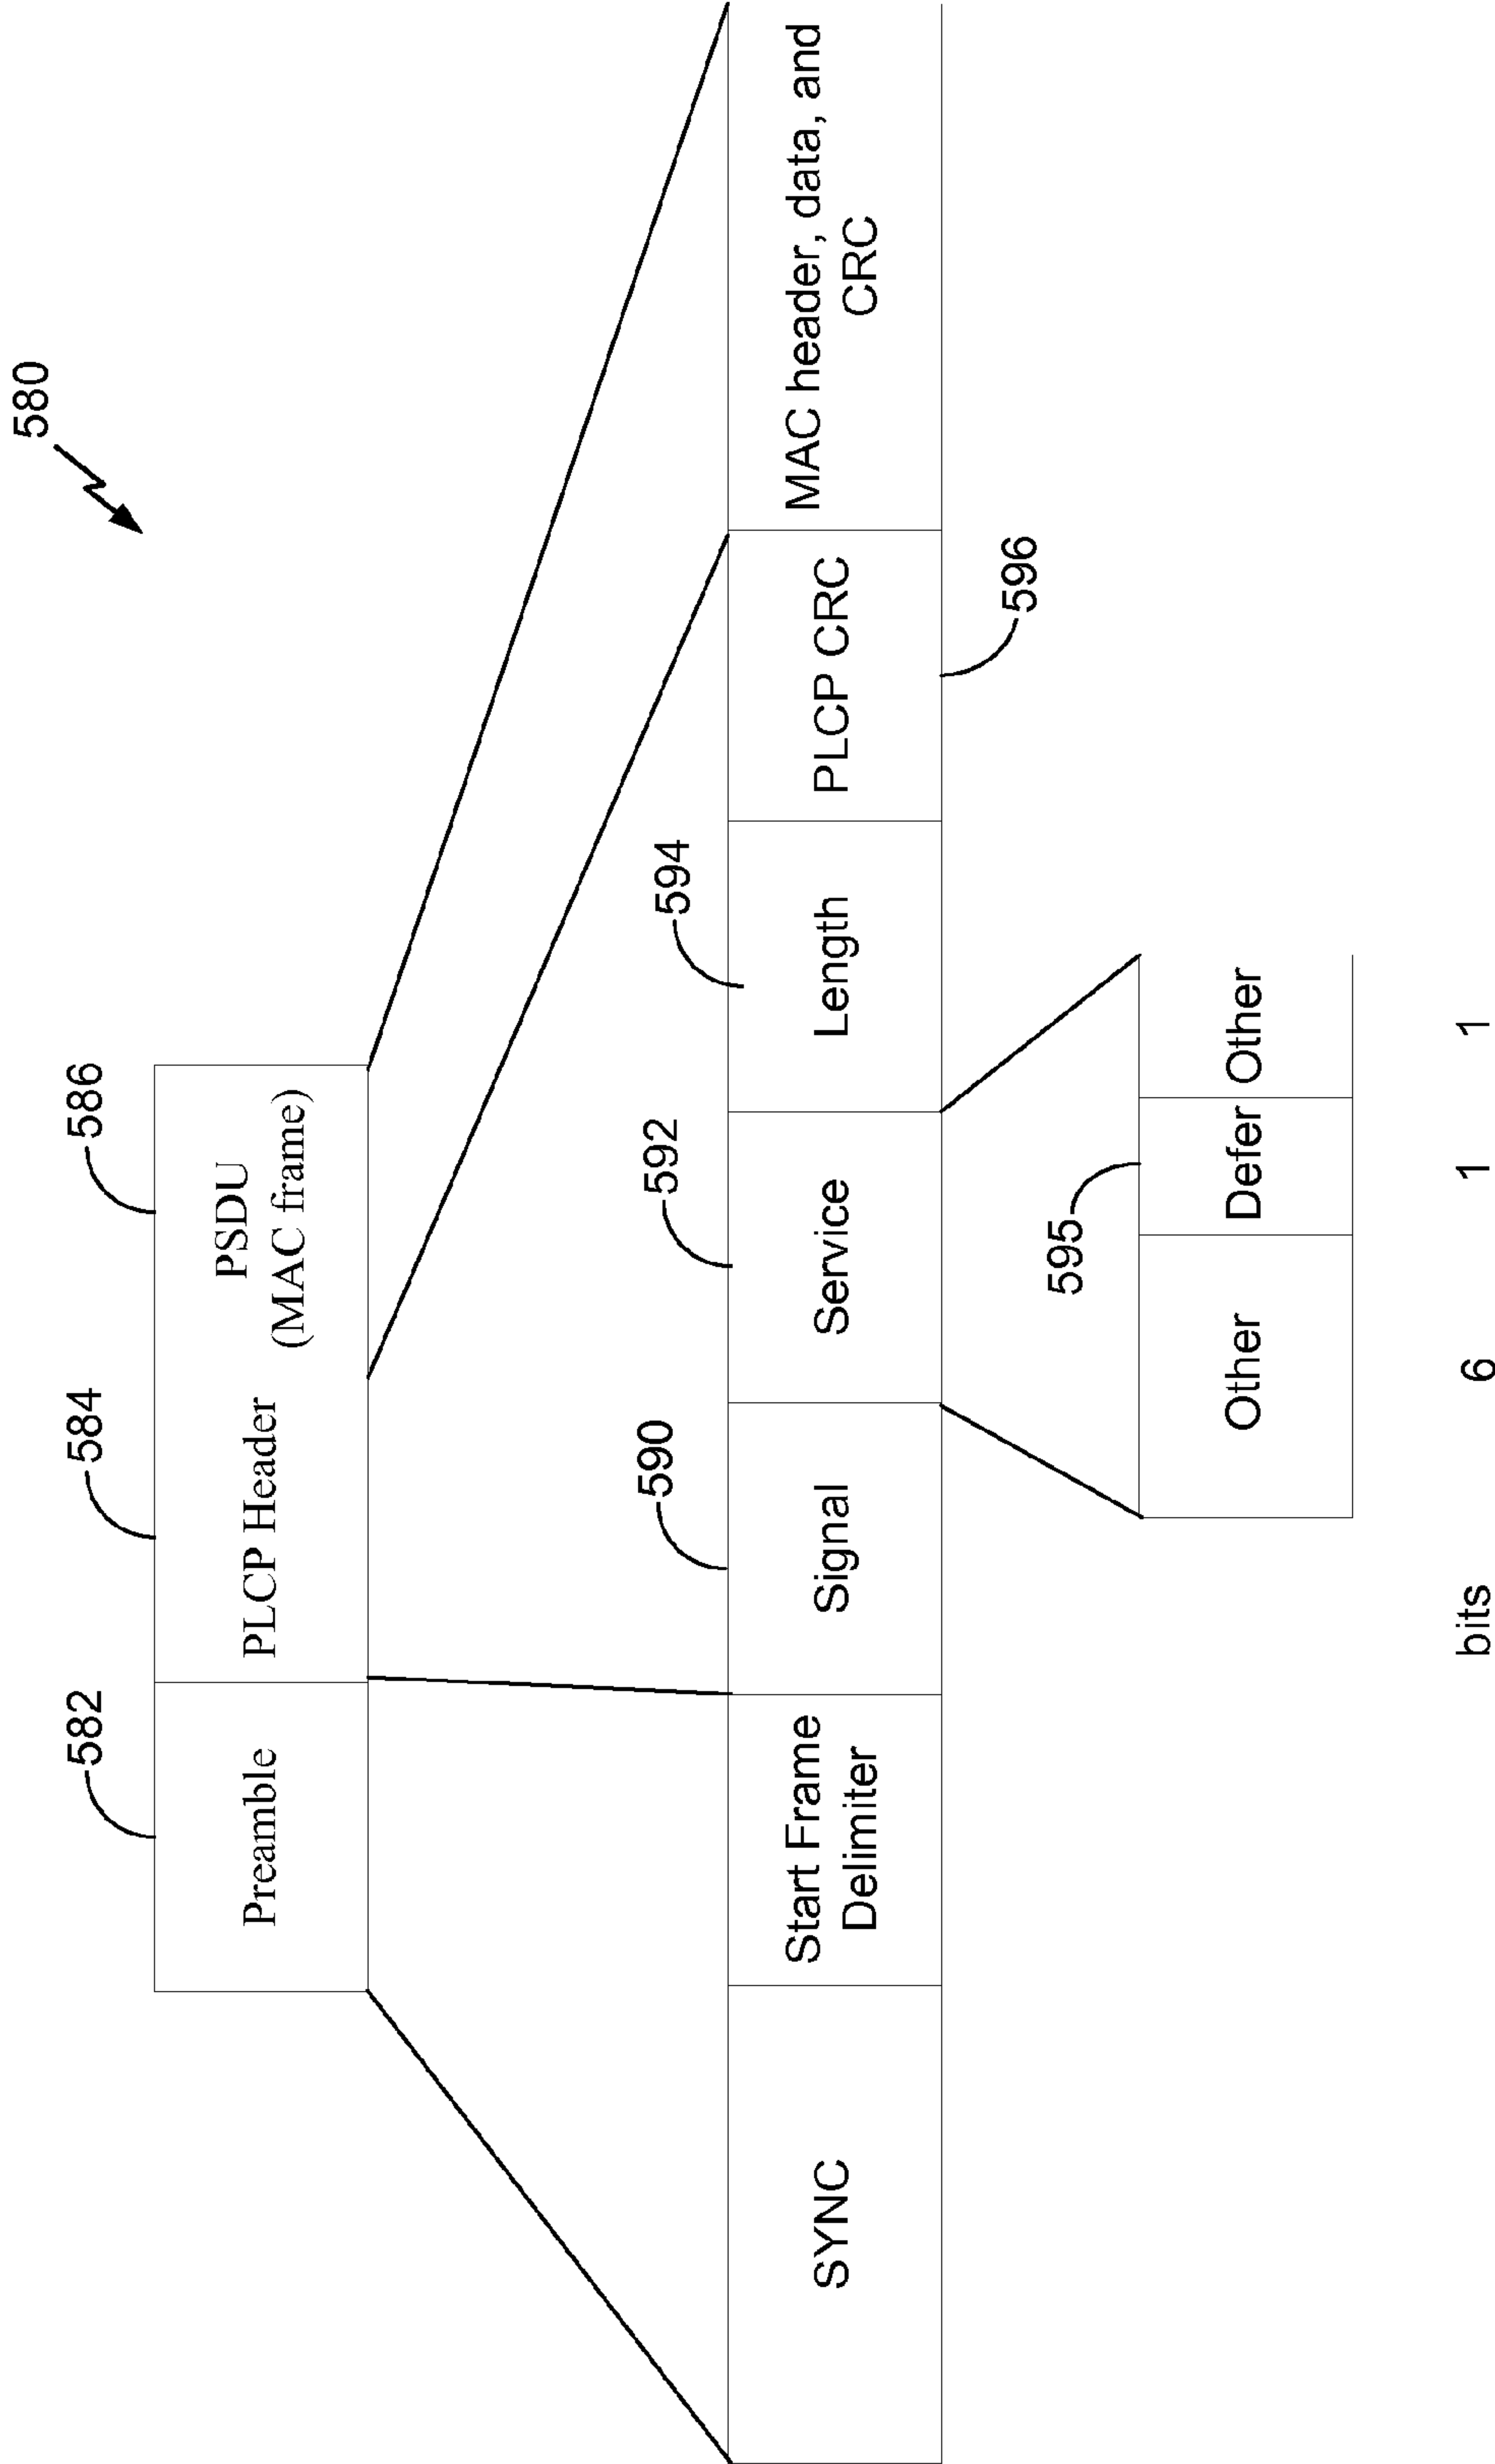 580
582
584
586
Preamble
PLCP Header
PSDU
(MAC frame)
590
592
594
SYNC
Start Frame
Delimiter
Signal
Service
Length
PLCP CRC
MAC header, data, and
CRC
596
595
Other
Defer
Other
bits
6
1
1